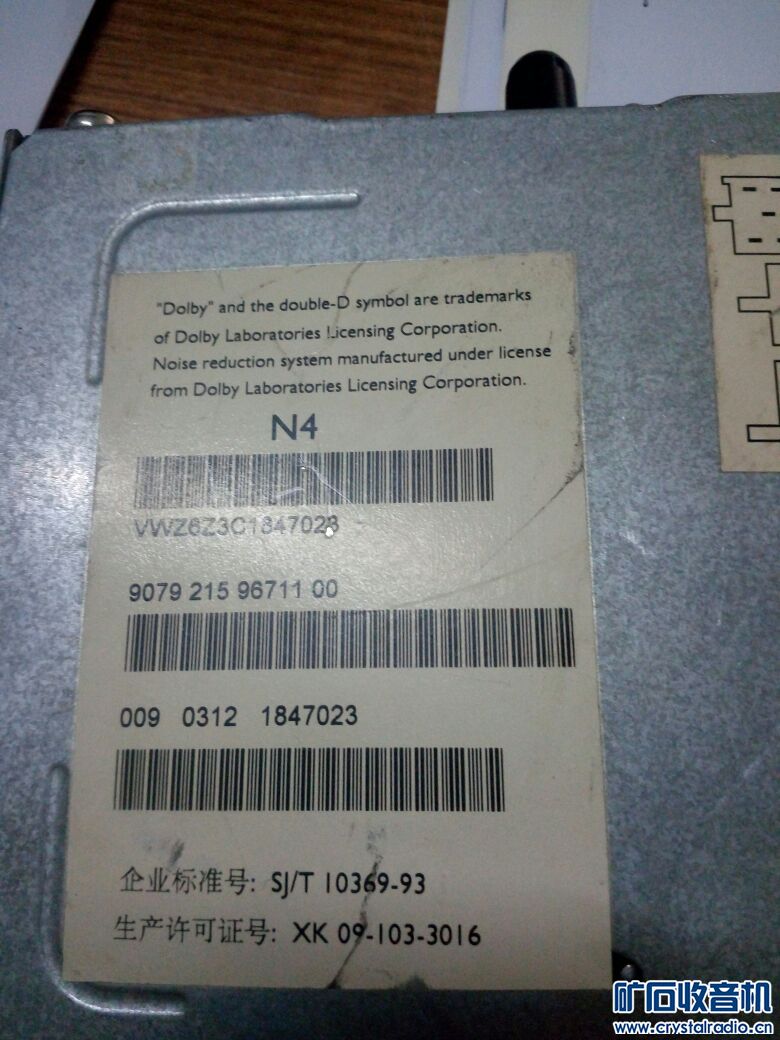 "Dolby" and the double-D symbol are trademarks
of Dolby Laboratories Licensing Corporation.
Noise reduction system manufactured under license
from Dolby Laboratories Licensing Corporation.
N4
VWZ6Z3C1847023
9079 215 96711 00
009 0312 1847023
企业标准号: SJ/T 10369-93
生产许可证号: XK 09-103-3016
矿石收音机
www.crystalradio.cn